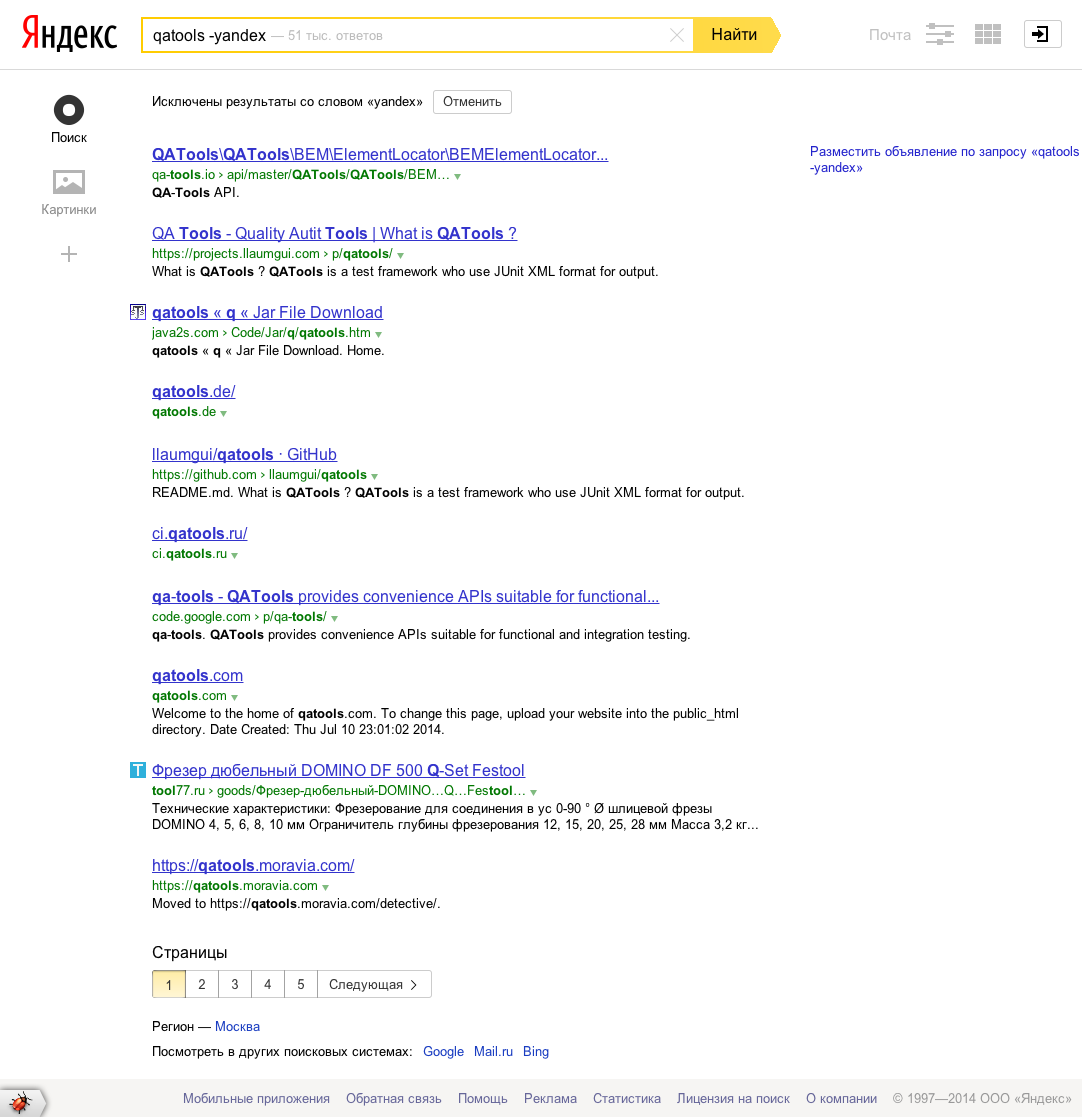 Яндекс
qatools -yandex — 51 тыс. ответов
Найти
Почта
Поиск
Картинки
Исключены результаты со словом «yandex» Отменить
QATools\QATools\BEM\ElementLocator\BEMElementLocator...
qa-tools.io › api/master/QATools/QATools/BEM…
QA-Tools API.
QA Tools - Quality Autit Tools | What is QATools ?
https://projects.llaumgui.com › p/qatools/
What is QATools ? QATools is a test framework who use JUnit XML format for output.
qatools « q « Jar File Download
java2s.com › Code/Jar/q/qatools.htm
qatools « q « Jar File Download. Home.
qatools.de/
qatools.de
llaumgui/qatools · GitHub
https://github.com › llaumgui/qatools
README.md. What is QATools ? QATools is a test framework who use JUnit XML format for output.
ci.qatools.ru/
ci.qatools.ru
qa-tools - QATools provides convenience APIs suitable for functional...
code.google.com › p/qa-tools/
qa-tools. QATools provides convenience APIs suitable for functional and integration testing.
qatools.com
qatools.com
Welcome to the home of qatools.com. To change this page, upload your website into the public_html
directory. Date Created: Thu Jul 10 23:01:02 2014.
T Фрезер дюбельный DOMINO DF 500 Q-Set Festool
tool77.ru › goods/Фрезер-дюбельный-DOMINO…Q…Festool…
Технические характеристики: Фрезерование для соединения в ус 0-90 ° Ø шлицевой фрезы
DOMINO 4, 5, 6, 8, 10 мм Ограничитель глубины фрезерования 12, 15, 20, 25, 28 мм Масса 3,2 кг...
https://qatools.moravia.com/
https://qatools.moravia.com
Moved to https://qatools.moravia.com/detective/.
Разместить объявление по запросу «qatools
-yandex»
Страницы
1 2 3 4 5 Следующая
Регион — Москва
Посмотреть в других поисковых системах: Google Mail.ru Bing
Мобильные приложения Обратная связь Помощь Реклама Статистика Лицензия на поиск О компании © 1997—2014 ООО «Яндекс»